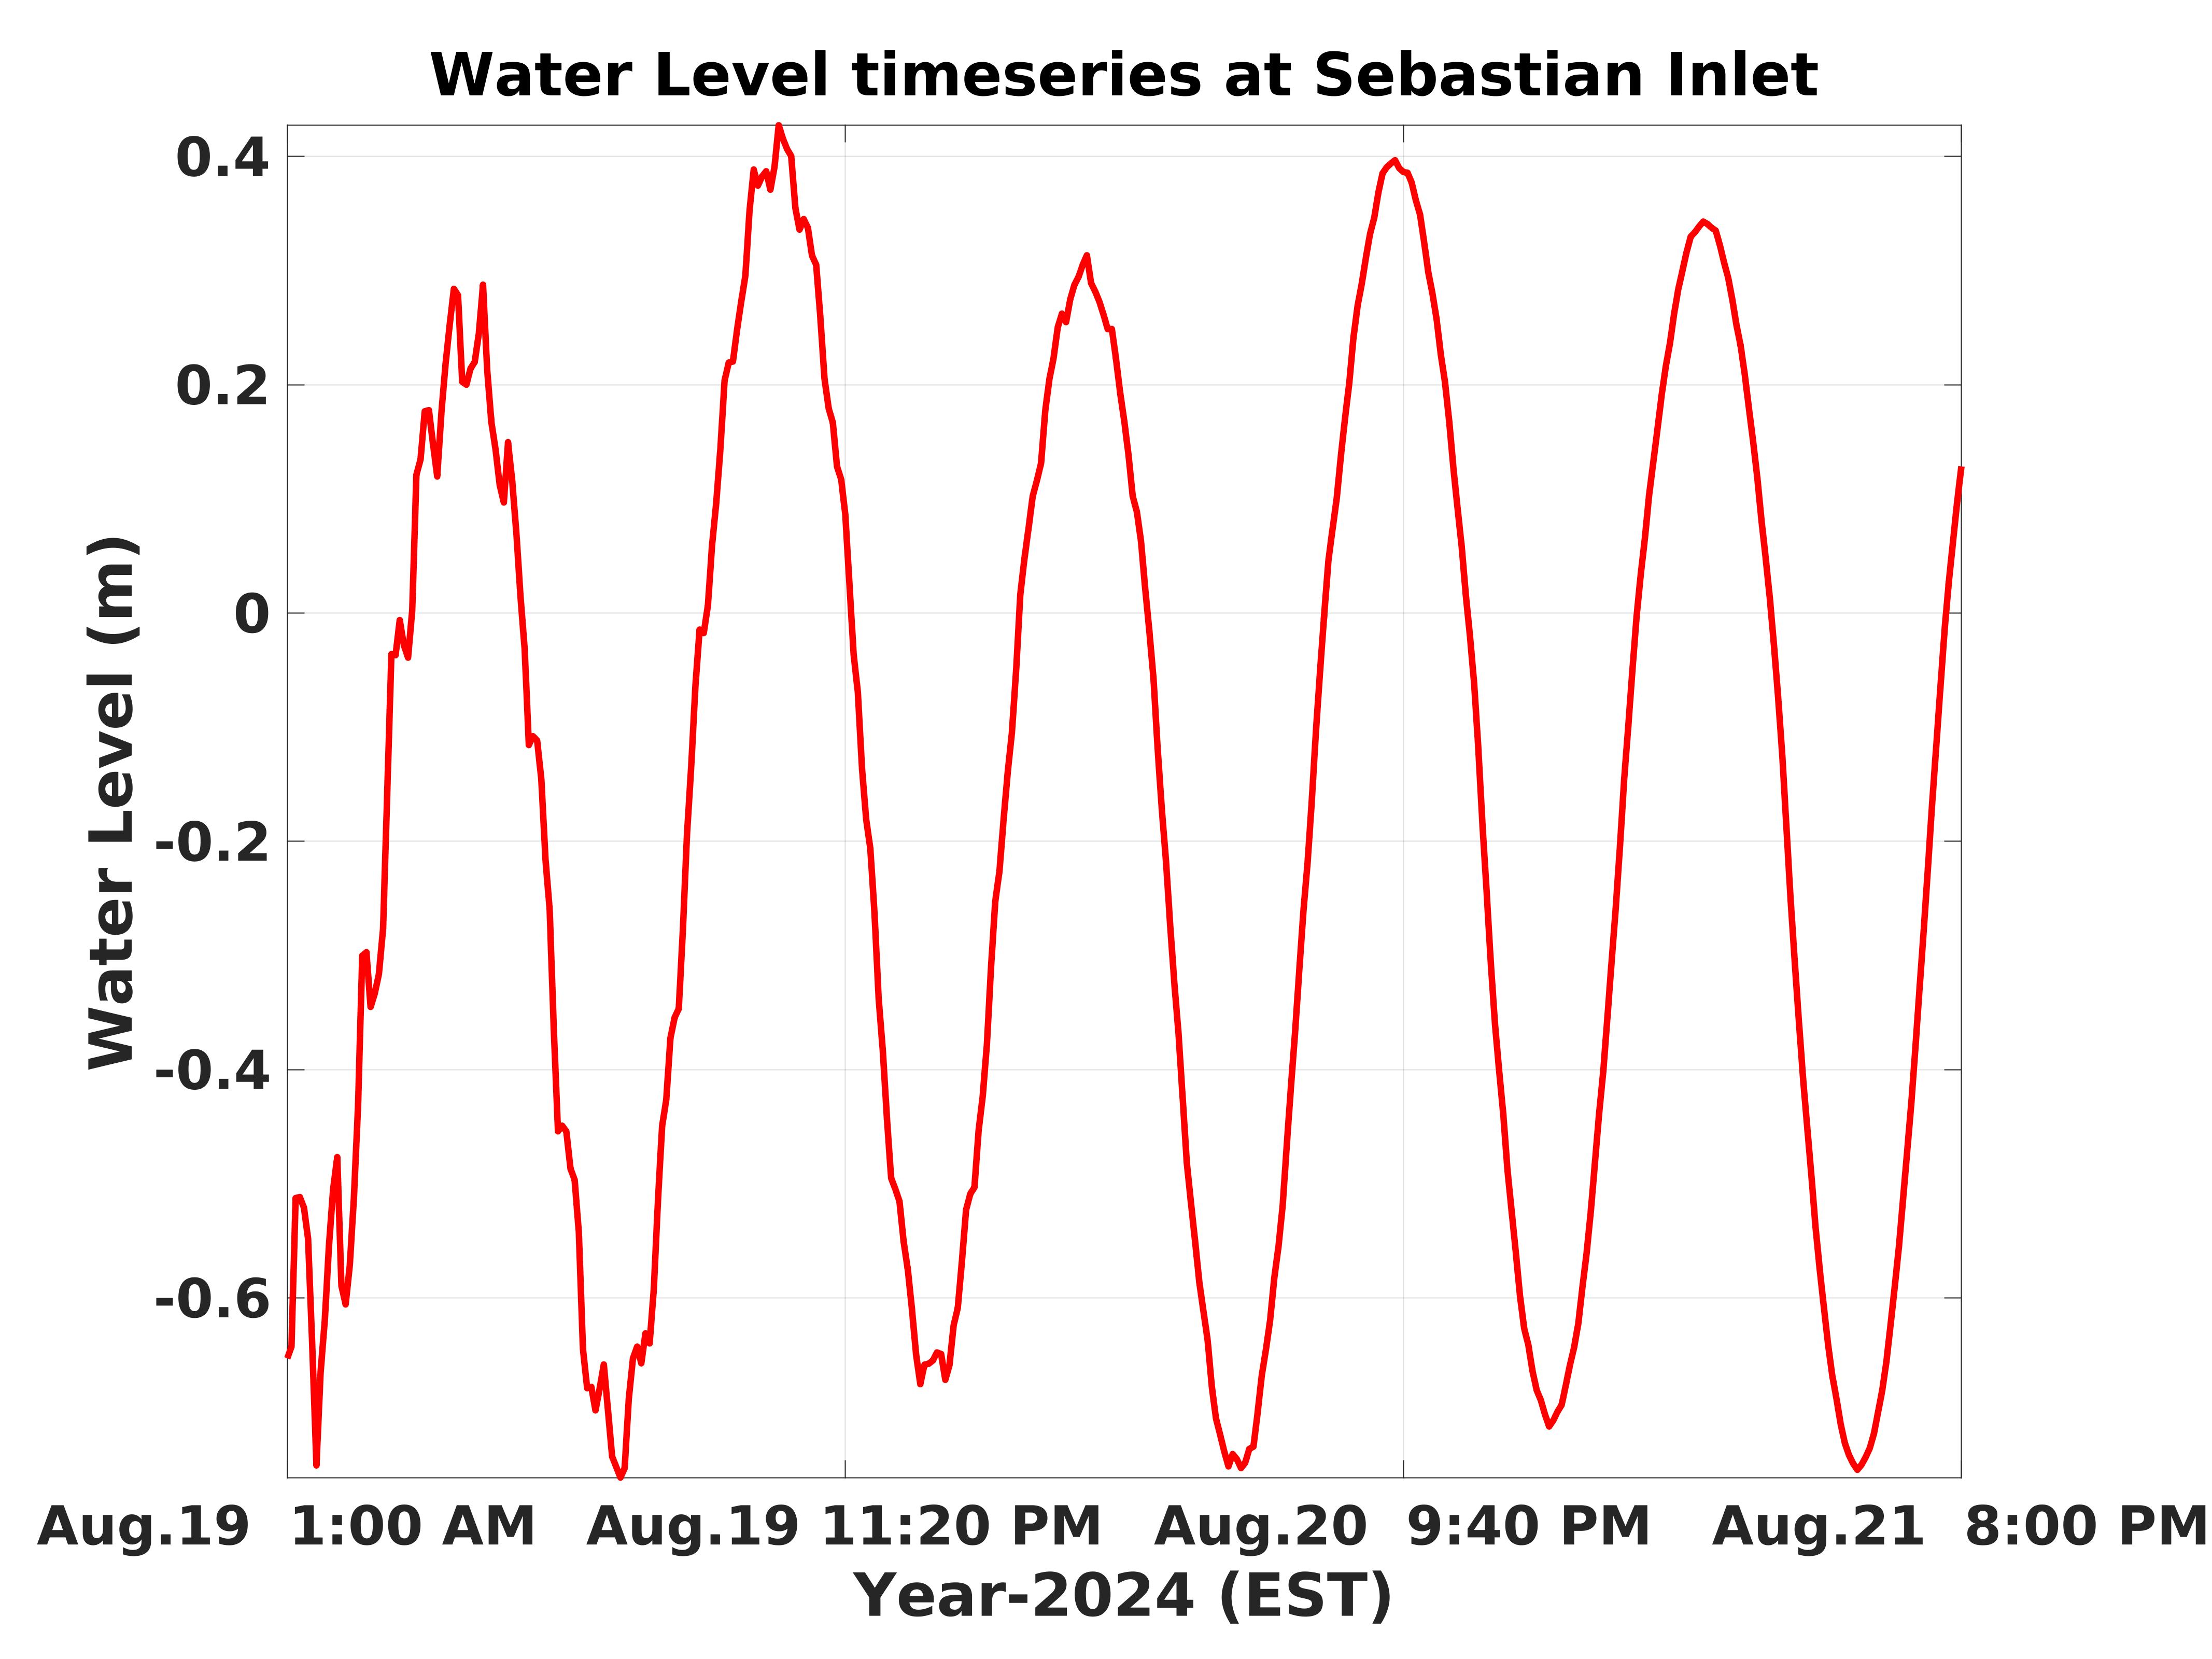 Water Level timeseries at Sebastian Inlet
Water Level (m)
0.4
0.2
0
-0.2
-0.4
-0.6
Aug.19  1:00 AM  Aug.19 11:20 PM  Aug.20  9:40 PM  Aug.21  8:00 PM
Year-2024 (EST)